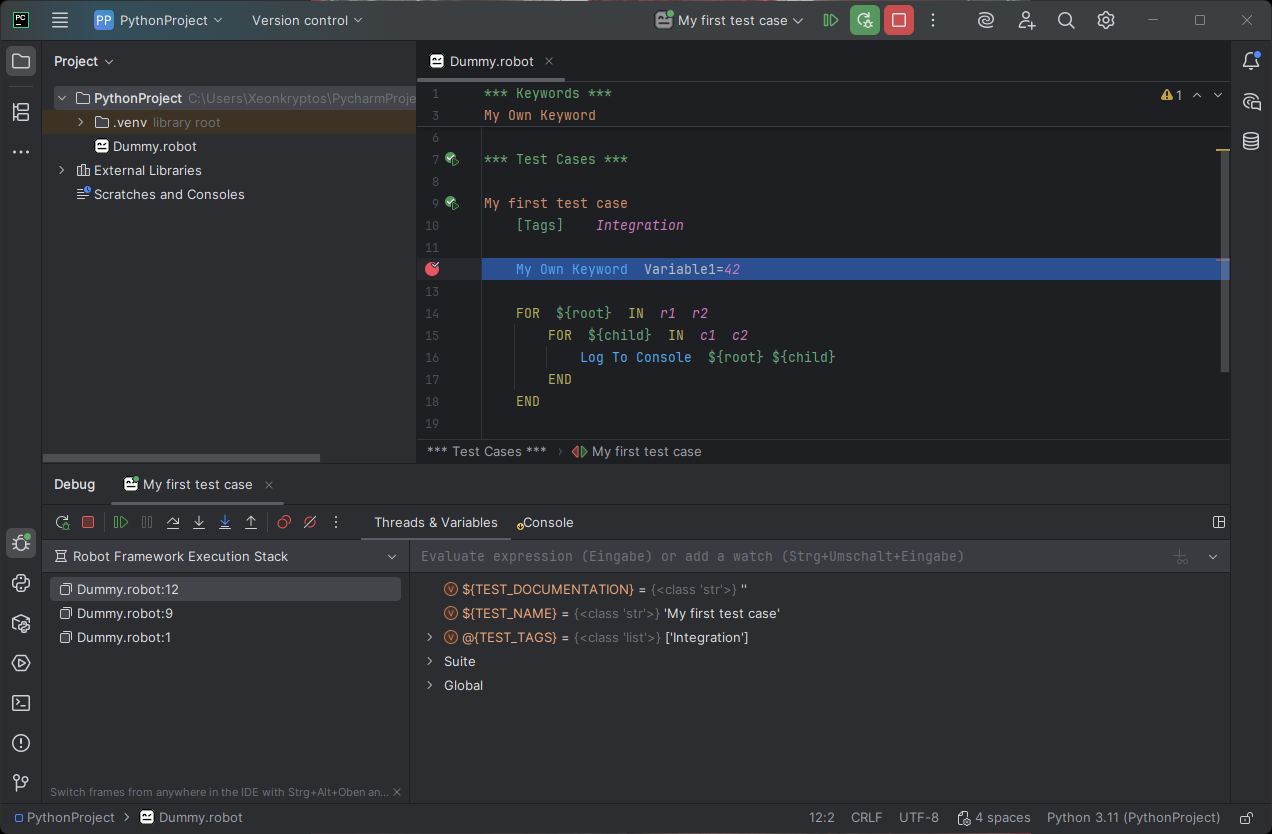 PC PP PythonProject Version control My first test case
Project
Dummy.robot
PythonProject C:\Users\Xeonkryptos\PycharmProje
.venv library root
Dummy.robot
External Libraries
Scratches and Consoles
1 *** Keywords *** 1
3 My Own Keyword
6
7 *** Test Cases ***
8
9 My first test case
10 [Tags] Integration
11
My Own Keyword Variable1=42
13
14 FOR ${root} IN r1 r2
15 FOR ${child} IN c1 c2
16 Log To Console ${root} ${child}
17 END
18 END
19
*** Test Cases *** › My first test case
Debug My first test case
Threads & Variables Console
Robot Framework Execution Stack
Dummy.robot:12
Dummy.robot:9
Dummy.robot:1
Switch frames from anywhere in the IDE with Strg+Alt+Oben an...
Evaluate expression (Eingabe) or add a watch (Strg+Umschalt+Eingabe)
${TEST_DOCUMENTATION} = {<class 'str'>} ''
${TEST_NAME} = {<class 'str'>} 'My first test case'
@{TEST_TAGS} = {<class 'list'>} ['Integration']
Suite
Global
PythonProject Dummy.robot 12:2 CRLF UTF-8 4 spaces Python 3.11 (PythonProject)